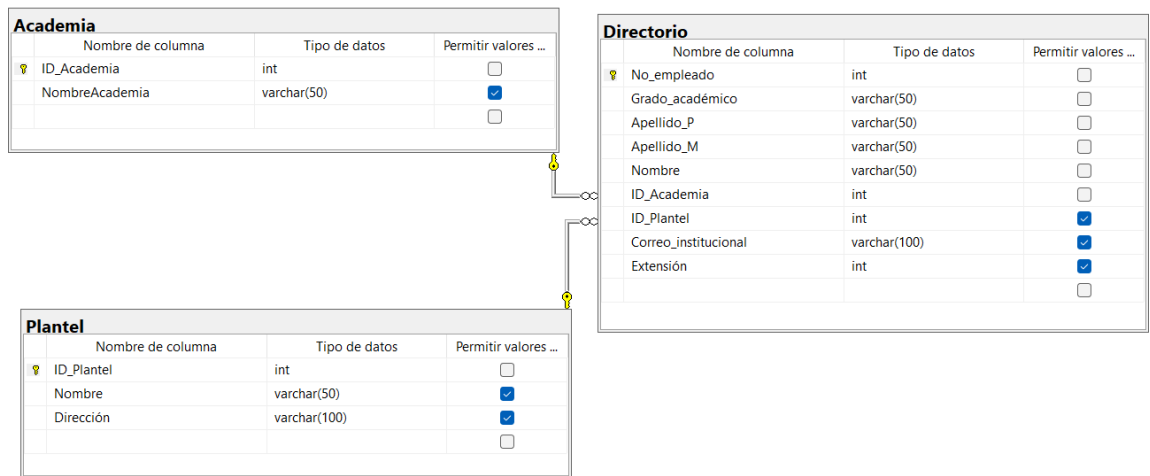 Academia
Nombre de columna Tipo de datos Permitir valores ...
ID_Academia int
NombreAcademia varchar(50)
Directorio
Nombre de columna Tipo de datos Permitir valores ...
No_empleado int
Grado_académico varchar(50)
Apellido_P varchar(50)
Apellido_M varchar(50)
Nombre varchar(50)
ID_Academia int
ID_Plantel int
Correo_institucional varchar(100)
Extensión int
Plantel
Nombre de columna Tipo de datos Permitir valores ...
ID_Plantel int
Nombre varchar(50)
Dirección varchar(100)